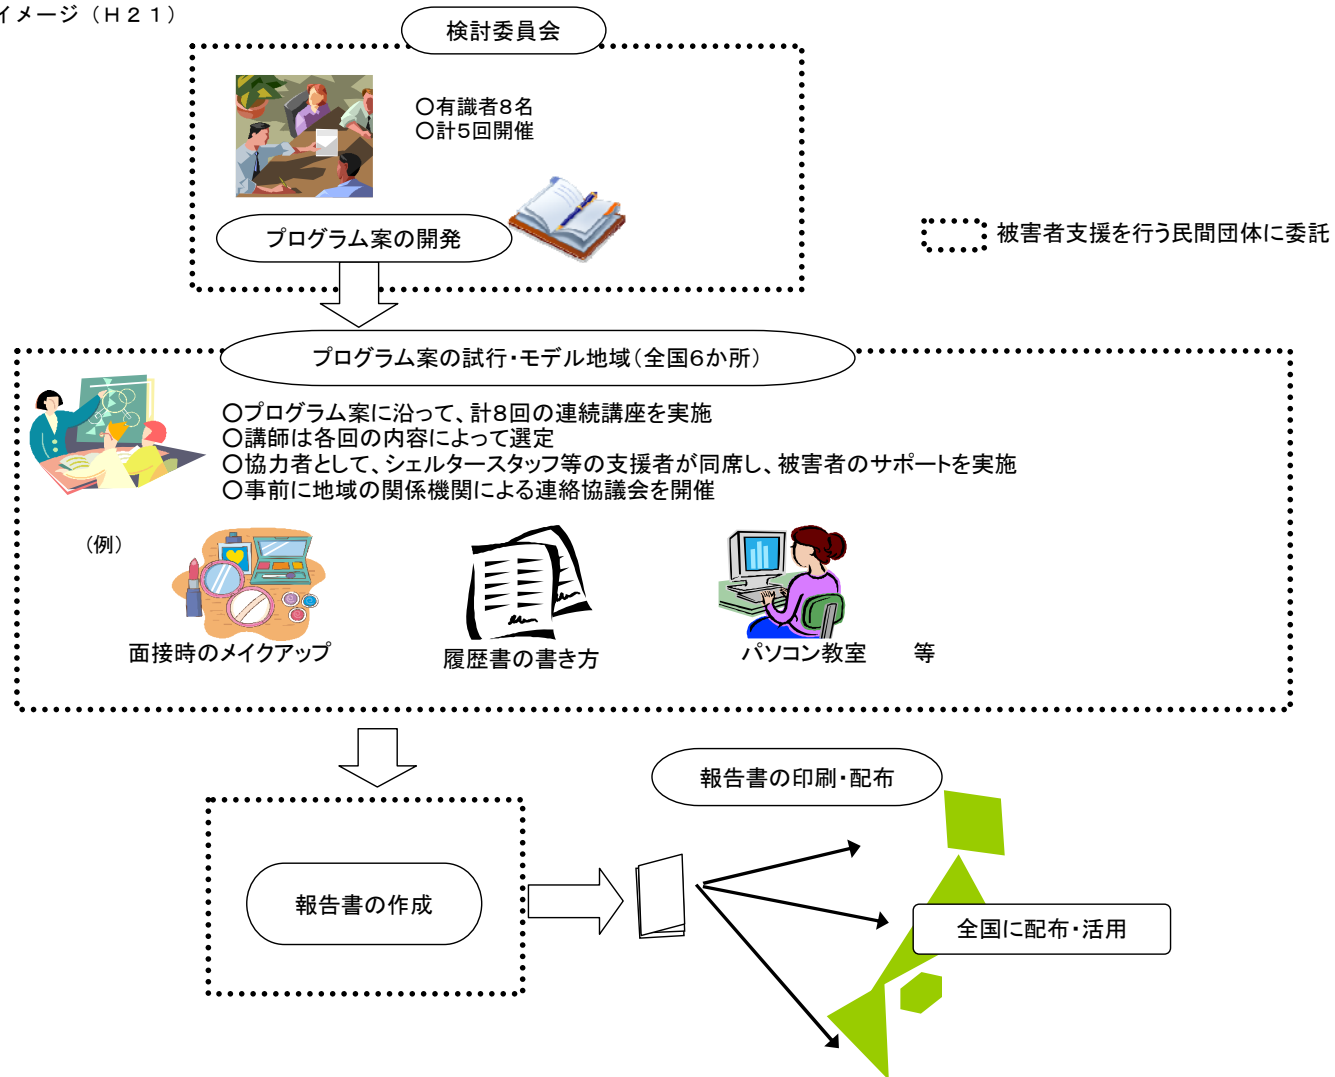 イメージ（Ｈ２１）
検討委員会
○有識者８名
○計５回開催
プログラム案の開発
被害者支援を行う民間団体に委託
プログラム案の試行・モデル地域（全国６か所）
○プログラム案に沿って、計８回の連続講座を実施
○講師は各回の内容によって選定
○協力者として、シェルタースタッフ等の支援者が同席し、被害者のサポートを実施
○事前に地域の関係機関による連絡協議会を開催
（例）
面接時のメイクアップ
履歴書の書き方
パソコン教室　　等
報告書の印刷・配布
報告書の作成
全国に配布・活用